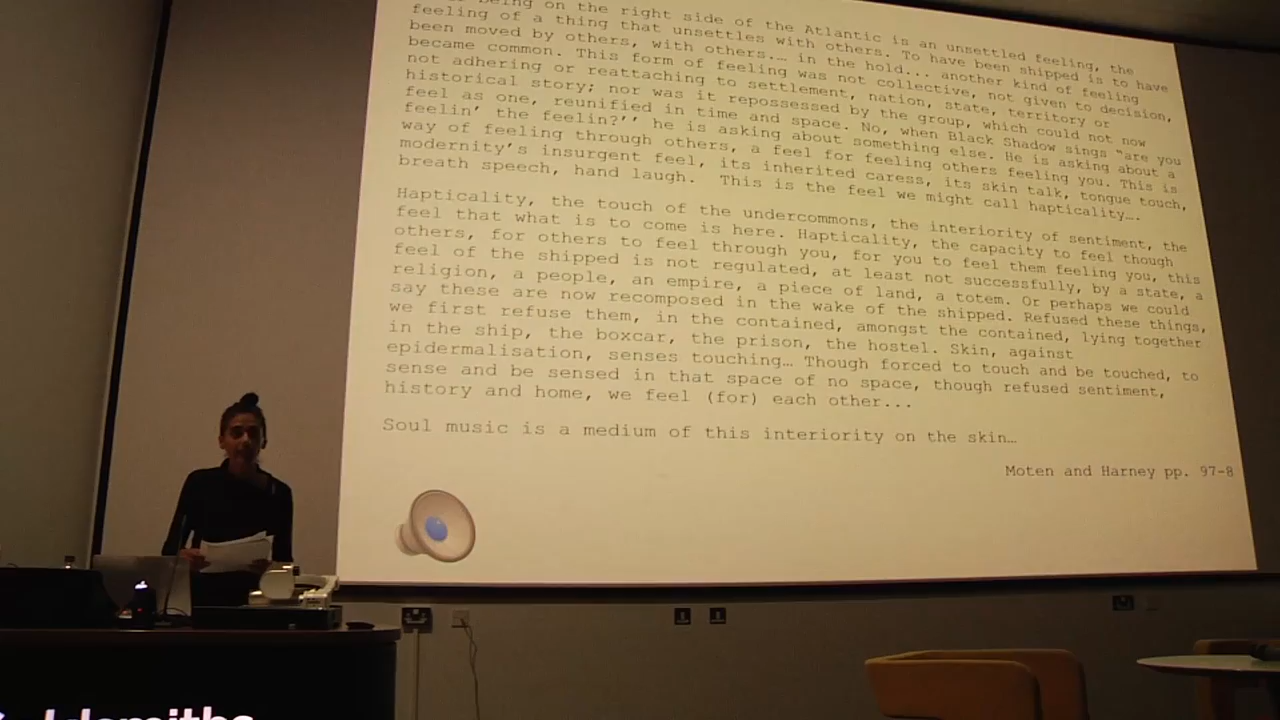 being on the right side of the Atlantic is an unsettled feeling, the
feeling of a thing that unsettles with others. To have been shipped is to have
been moved by others, with others.… in the hold... another kind of feeling
became common. This form of feeling was not collective, not given to decision,
not adhering or reattaching to settlement, nation, state, territory or
historical story; nor was it repossessed by the group, which could not now
feel as one, reunified in time and space. No, when Black Shadow sings "are you
feelin' the feelin?'' he is asking about something else. He is asking about a
way of feeling through others, a feel for feeling others feeling you. This is
modernity's insurgent feel, its inherited caress, its skin talk, tongue touch,
breath speech, hand laugh. This is the feel we might call hapticality….
Hapticality, the touch of the undercommons, the interiority of sentiment, the
feel that what is to come is here. Hapticality, the capacity to feel though
others, for others to feel through you, for you to feel them feeling you, this
feel of the shipped is not regulated, at least not successfully, by a state, a
religion, a people, an empire, a piece of land, a totem. Or perhaps we could
say these are now recomposed in the wake of the shipped. Refused these things,
we first refuse them, in the contained, amongst the contained, lying together
in the ship, the boxcar, the prison, the hostel. Skin, against
epidermalisation, senses touching… Though forced to touch and be touched, to
sense and be sensed in that space of no space, though refused sentiment,
history and home, we feel (for) each other...
Soul music is a medium of this interiority on the skin…
Moten and Harney pp. 97-8